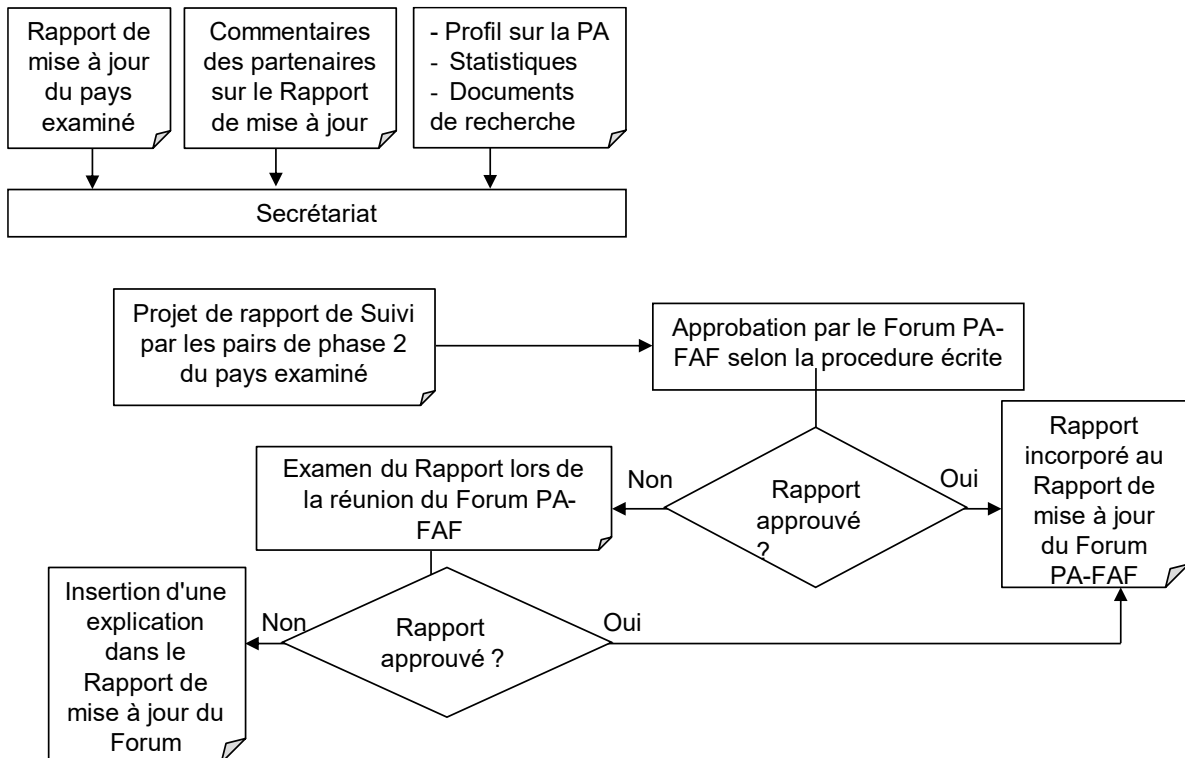 Rapport de
mise à jour
du pays
examiné
Commentaires
des partenaires
sur le Rapport
de mise à jour
- Profil sur la PA
- Statistiques
- Documents
de recherche
Secrétariat
Projet de rapport de Suivi
par les pairs de phase 2
du pays examiné
Approbation par le Forum PA-
FAF selon la procedure écrite
Examen du Rapport lors de
la réunion du Forum PA-
FAF
Non
Rapport
approuvé
?
Oui
Rapport
incorporé au
Rapport de
mise à jour
du Forum
PA-FAF
Insertion d'une
explication
dans le
Rapport de
mise à jour du
Forum
Non
Rapport
approuvé ?
Oui